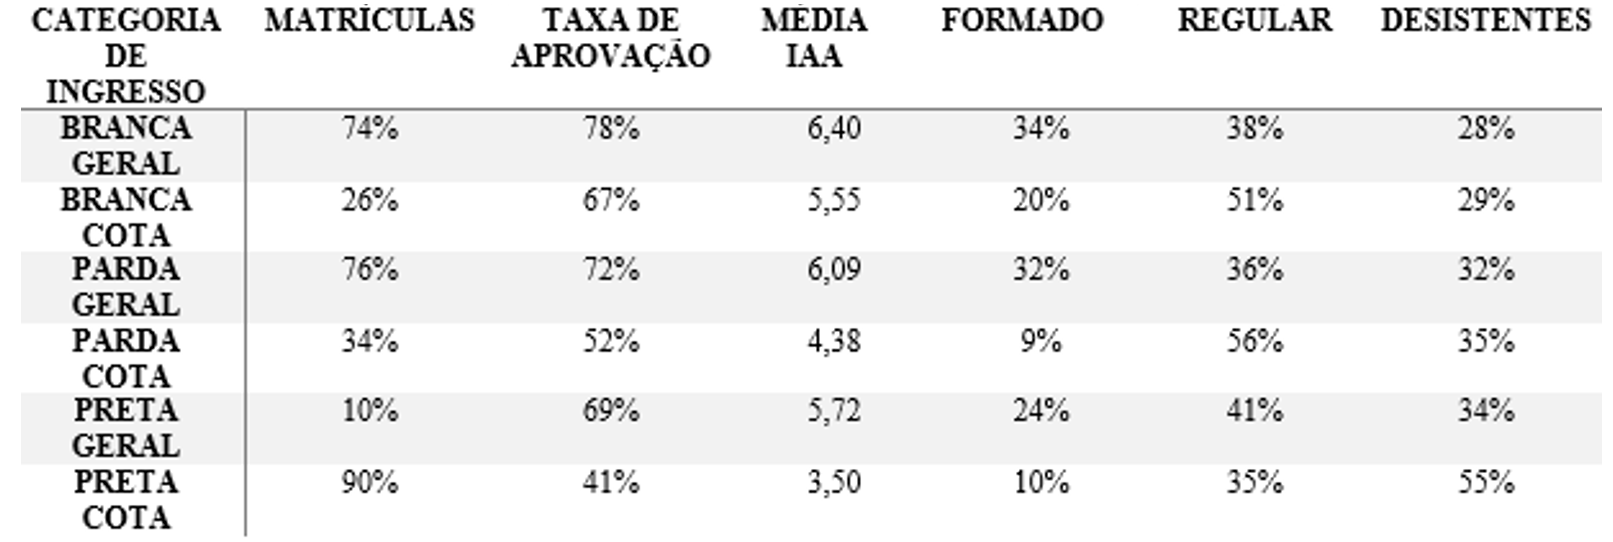 CATEGORIA DE INGRESSO MATRÍCULAS TAXA DE APROVAÇÃO MÉDIA IAA FORMADO REGULAR DESISTENTES
BRANCA GERAL 74% 78% 6,40 34% 38% 28%
BRANCA COTA 26% 67% 5,55 20% 51% 29%
PARDA GERAL 76% 72% 6,09 32% 36% 32%
PARDA COTA 34% 52% 4,38 9% 56% 35%
PRETA GERAL 10% 69% 5,72 24% 41% 34%
PRETA COTA 90% 41% 3,50 10% 35% 55%